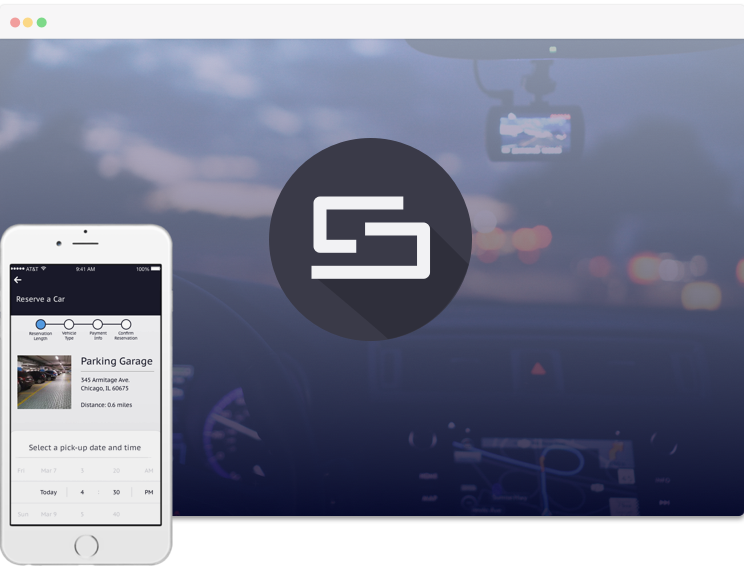 AT&T 9:41 AM 100%
Reserve a Car
Reservation Length
Vehicle Type
Payment Info
Confirm Reservation
Parking Garage
345 Armitage Ave.
Chicago, IL 60675
Distance: 0.6 miles
Select a pick-up date and time
Fri Mar 7 3 20 AM
Today 4 : 30 PM
Sun Mar 9 5 40